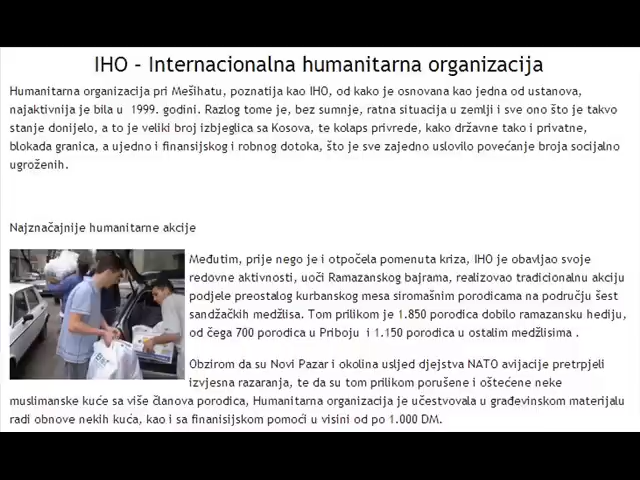 IHO - Internacionalna humanitarna organizacija
Humanitarna organizacija pri Mešihatu, poznatija kao IHO, od kako je osnovana kao jedna od ustanova,
najaktivnija je bila u 1999. godini. Razlog tome je, bez sumnje, ratna situacija u zemlji i sve ono što je takvo
stanje donijelo, a to je veliki broj izbjeglica sa Kosova, te kolaps privrede, kako državne tako i privatne,
blokada granica, a ujedno i finansijskog i robnog dotoka, što je sve zajedno uslovilo povećanje broja socijalno
ugroženih.
Najznačajnije humanitarne akcije
Međutim, prije nego je i otpočela pomenuta kriza, IHO je obavljao svoje
redovne aktivnosti, uoči Ramazanskog bajrama, realizovao tradicionalnu akciju
podjele preostalog kurbanskog mesa siromašnim porodicama na području šest
sandžačkih medžlisa. Tom prilikom je 1.850 porodica dobilo ramazansku hediju,
od čega 700 porodica u Priboju i 1.150 porodica u ostalim medžlisima .
Obzirom da su Novi Pazar i okolina usljed djejstva NATO avijacije pretrpjeli
izvjesna razaranja, te da su tom prilikom porušene i oštećene neke
muslimanske kuće sa više članova porodica, Humanitarna organizacija je učestvovala u građevinskom materijalu
radi obnove nekih kuća, kao i sa finanisijskom pomoći u visini od po 1.000 DM.